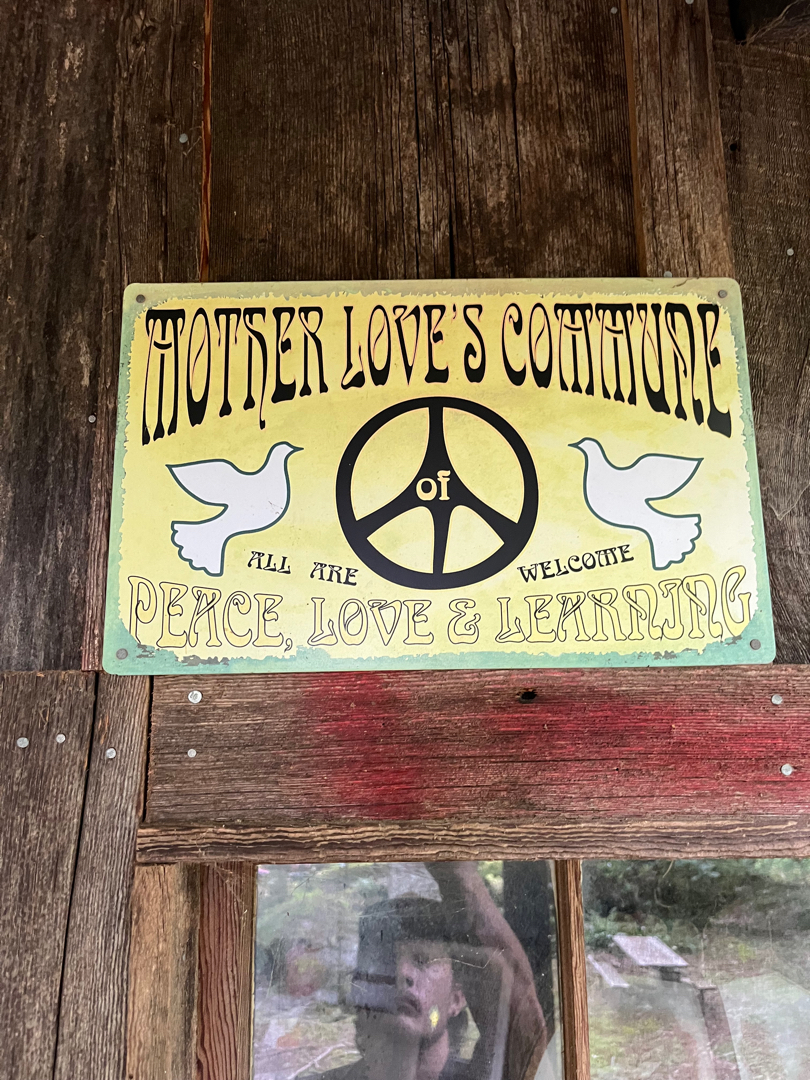 MOTHER LOVE'S COMMUNE
of
ALL ARE WELCOME
PEACE, LOVE & LEARNING